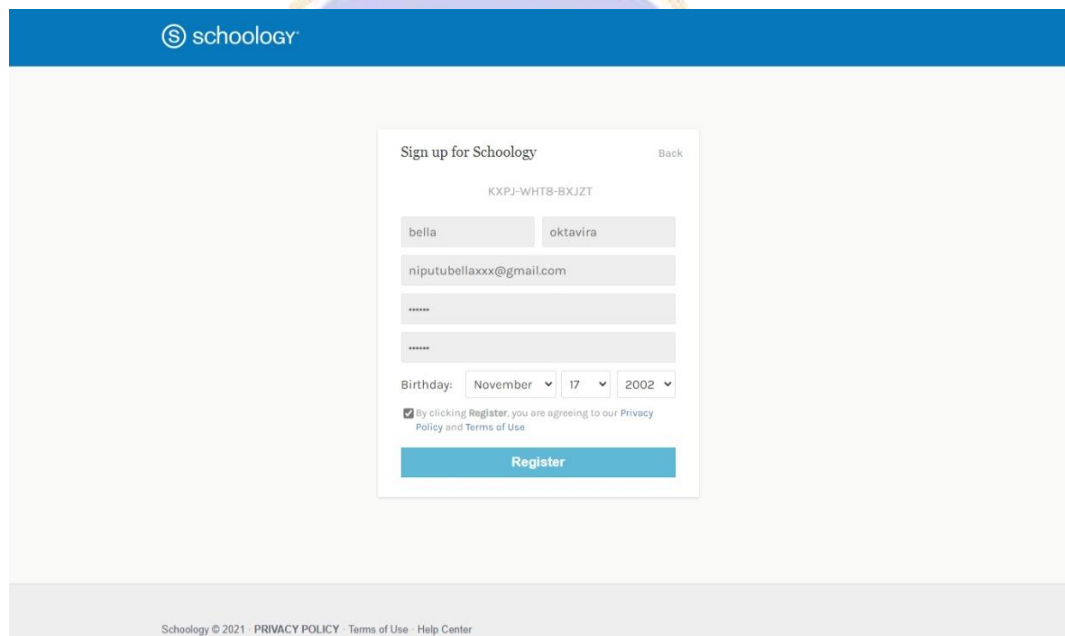 schoology
Sign up for Schoology Back
KXPJ-WHT8-BXJZT
bella oktavira
niputubellaxxx@gmail.com
••••••
••••••
Birthday: November 17 2002
By clicking Register, you are agreeing to our Privacy
Policy and Terms of Use
Register
Schoology © 2021 · PRIVACY POLICY · Terms of Use · Help Center